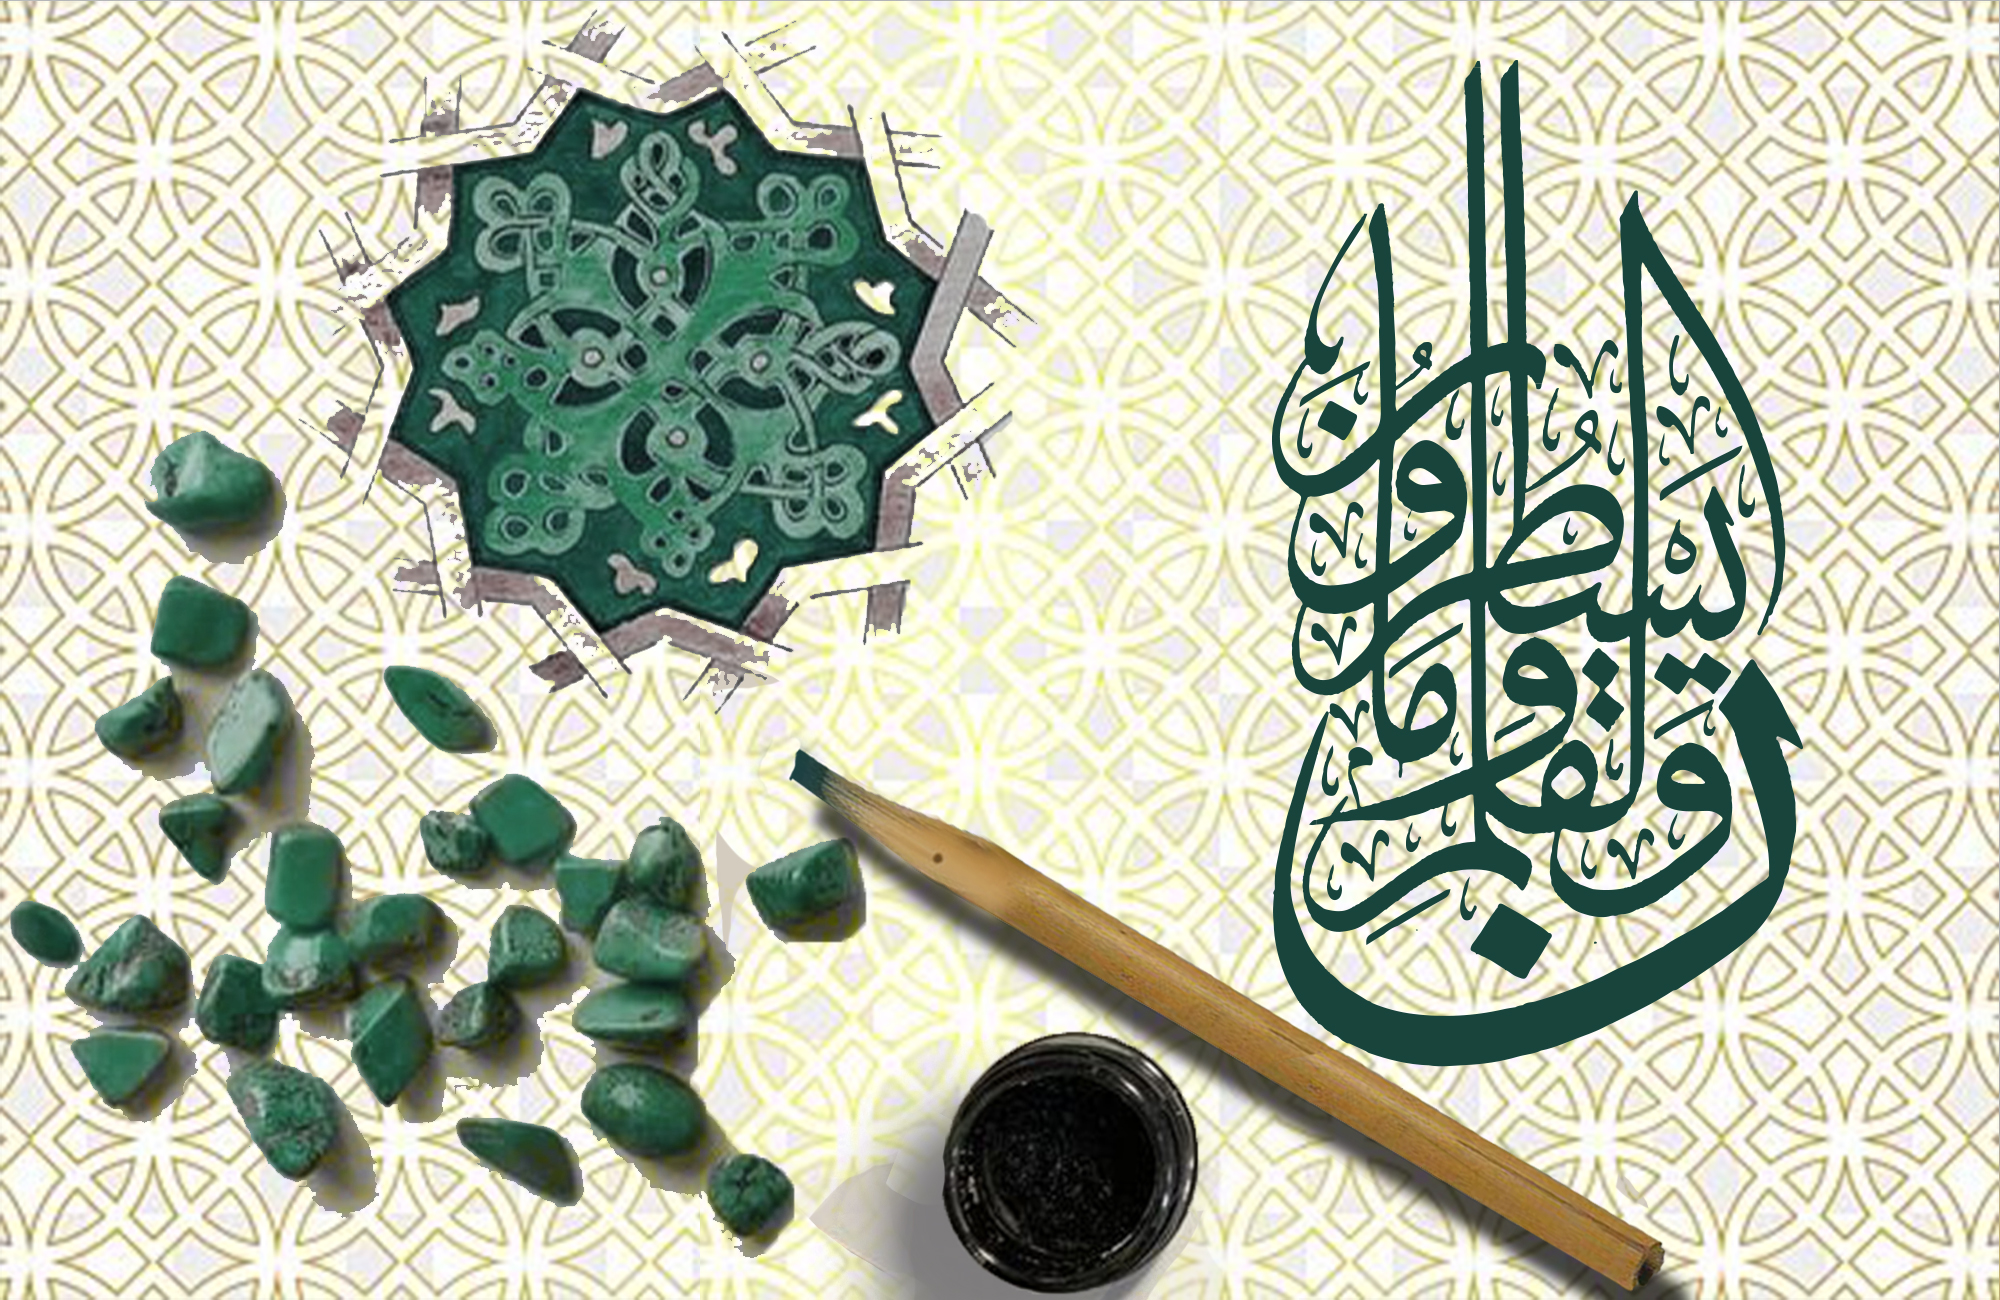 ن وَالْقَلَمِ وَمَا يَسْطُرُونَ